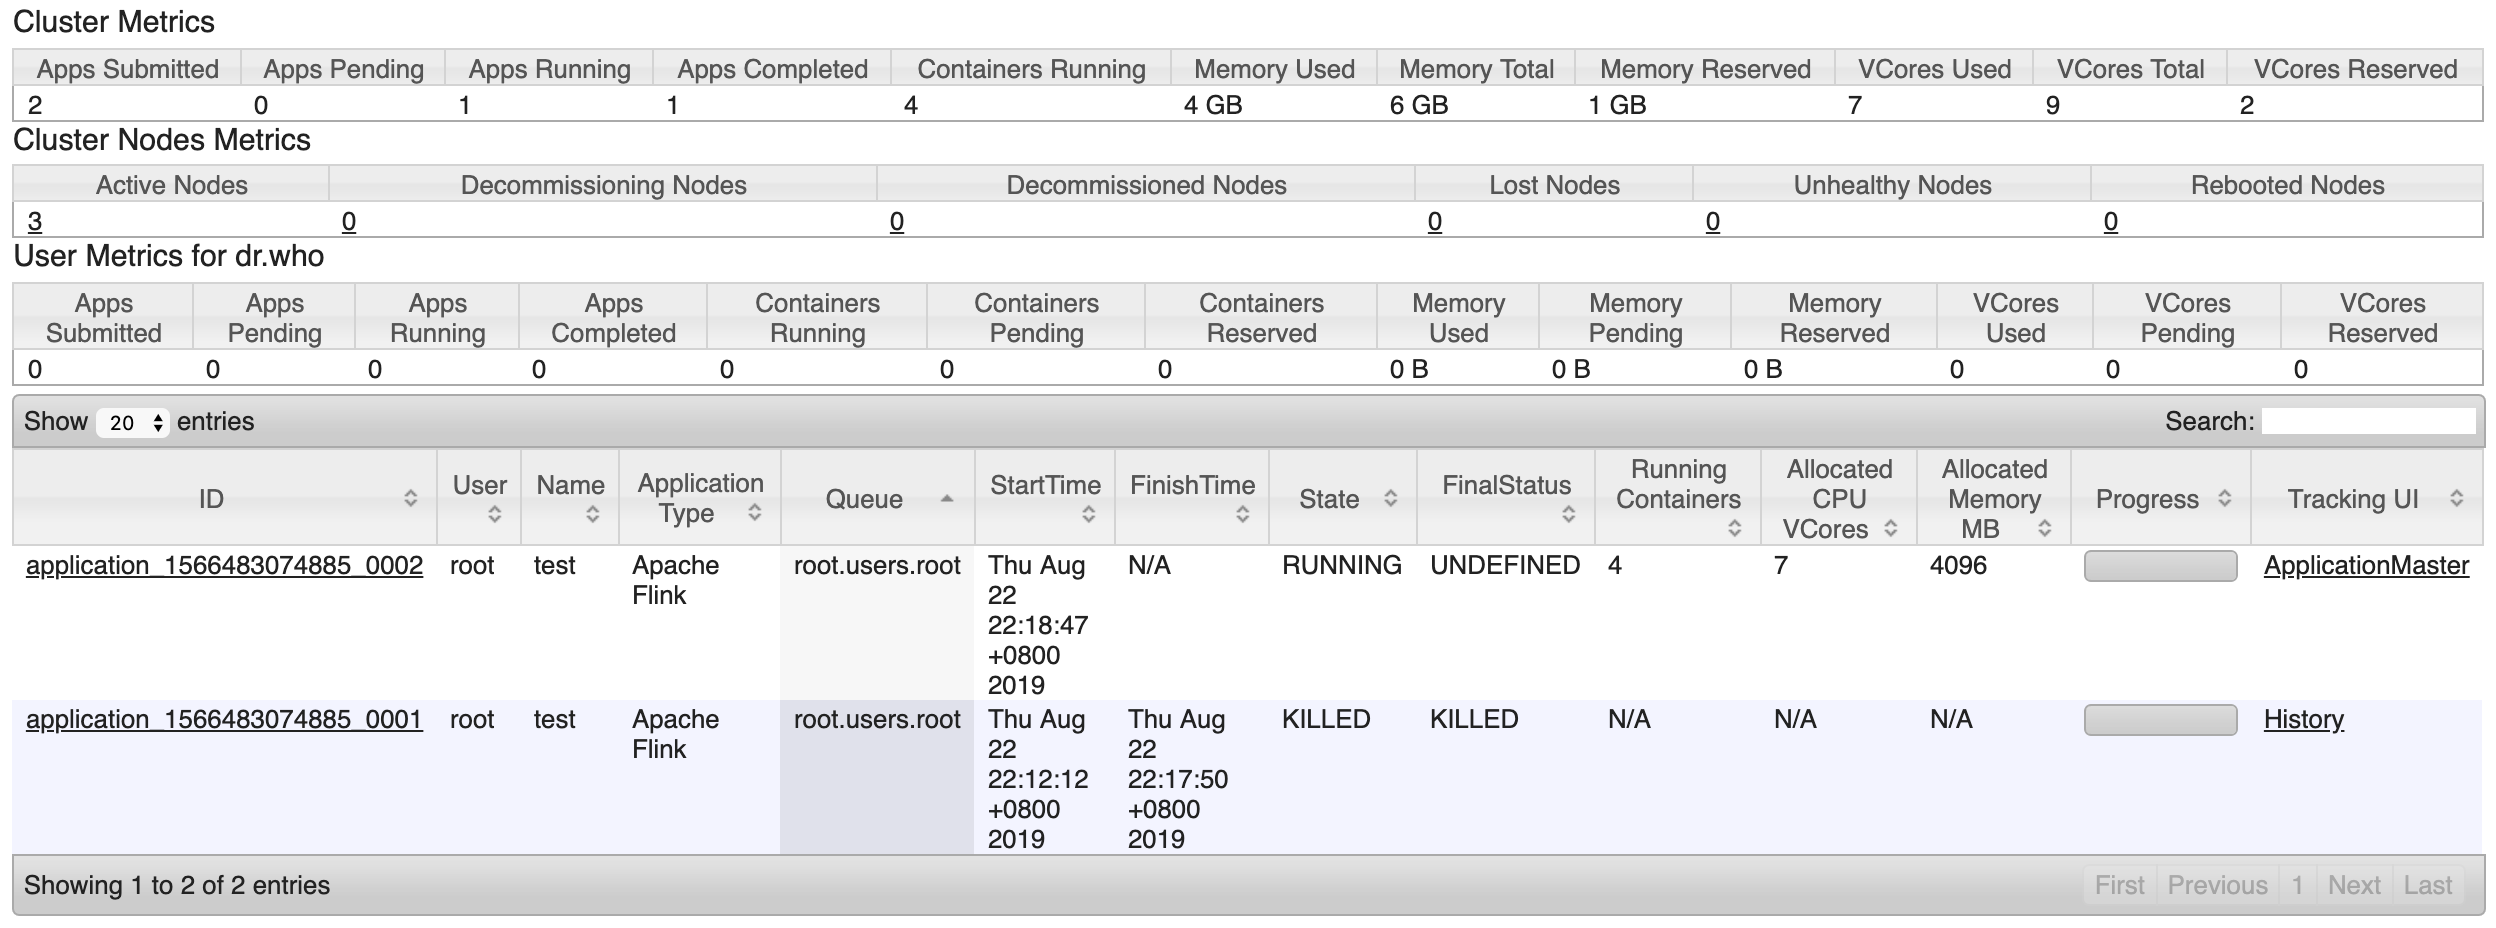 Cluster Metrics
Apps Submitted Apps Pending Apps Running Apps Completed Containers Running Memory Used Memory Total Memory Reserved VCores Used VCores Total VCores Reserved
2 0 1 1 4 4 GB 6 GB 1 GB 7 9 2
Cluster Nodes Metrics
Active Nodes Decommissioning Nodes Decommissioned Nodes Lost Nodes Unhealthy Nodes Rebooted Nodes
3 0 0 0 0 0
User Metrics for dr.who
Apps Submitted Apps Pending Apps Running Apps Completed Containers Running Containers Pending Containers Reserved Memory Used Memory Pending Memory Reserved VCores Used VCores Pending VCores Reserved
0 0 0 0 0 0 0 0 B 0 B 0 B 0 0 0
Show 20 entries Search:
ID User Name Application Type Queue StartTime FinishTime State FinalStatus Running Containers Allocated CPU VCores Allocated Memory MB Progress Tracking UI
application_1566483074885_0002 root test Apache Flink root.users.root Thu Aug 22 22:18:47 +0800 2019 N/A RUNNING UNDEFINED 4 7 4096 ApplicationMaster
application_1566483074885_0001 root test Apache Flink root.users.root Thu Aug 22 22:12:12 +0800 2019 Thu Aug 22 22:17:50 +0800 2019 KILLED KILLED N/A N/A N/A History
Showing 1 to 2 of 2 entries First Previous 1 Next Last